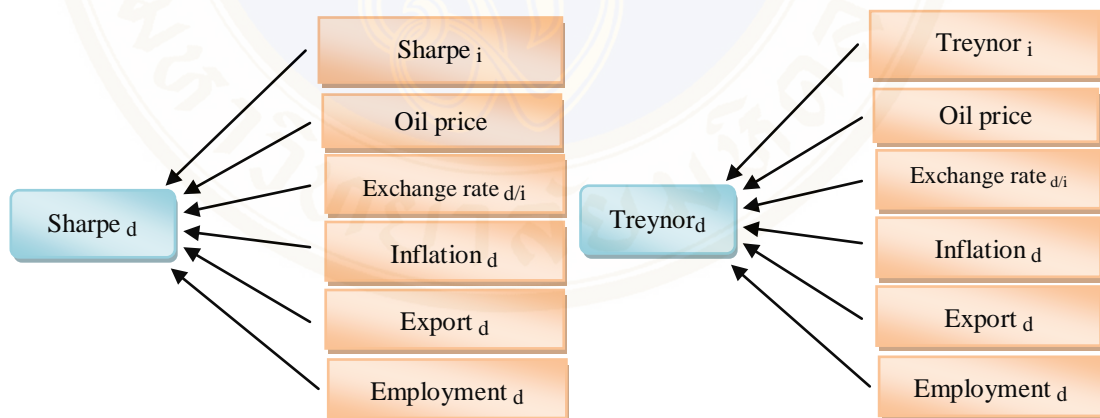 Sharpe i
Oil price
Exchange rate d/i
Sharpe d
Inflation d
Export d
Employment d
Treynor i
Oil price
Exchange rate d/i
Treynord
Inflation d
Export d
Employment d